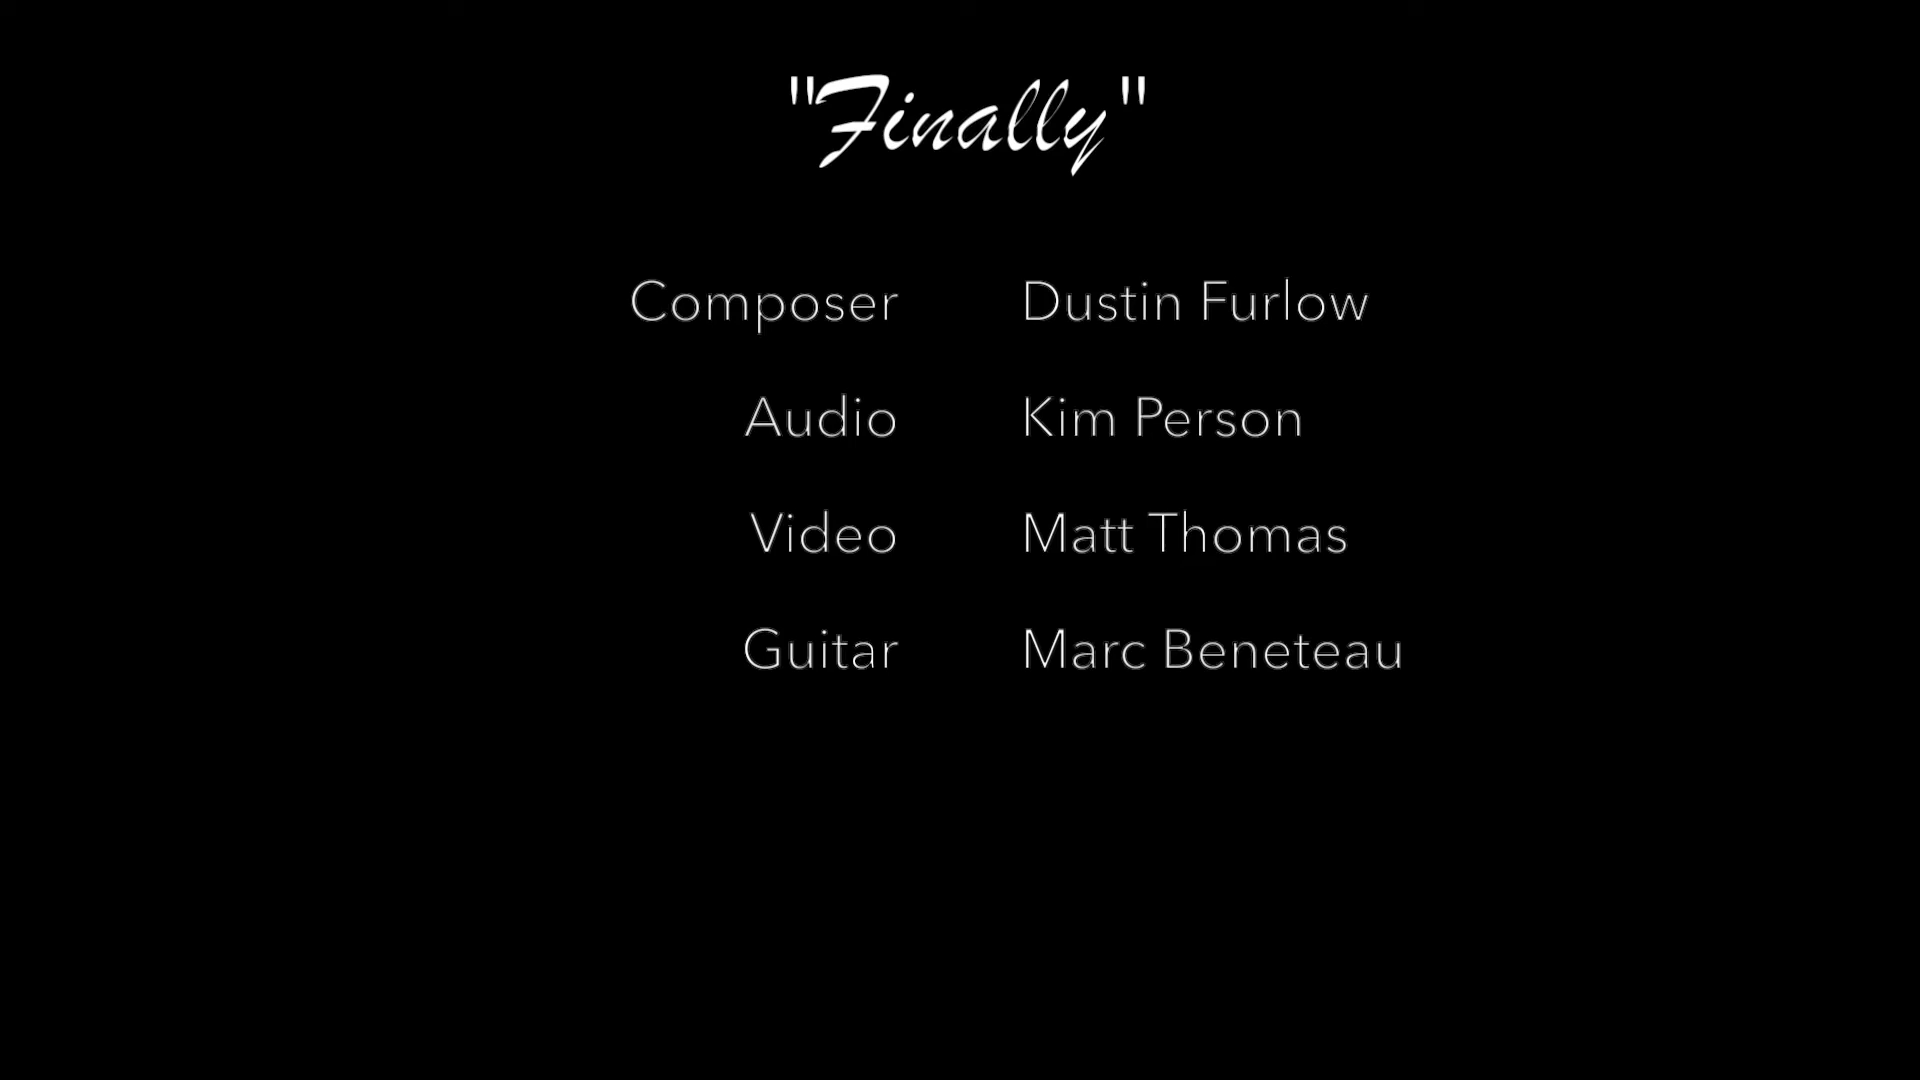 "Finally"
Composer Dustin Furlow
Audio Kim Person
Video Matt Thomas
Guitar Marc Beneteau